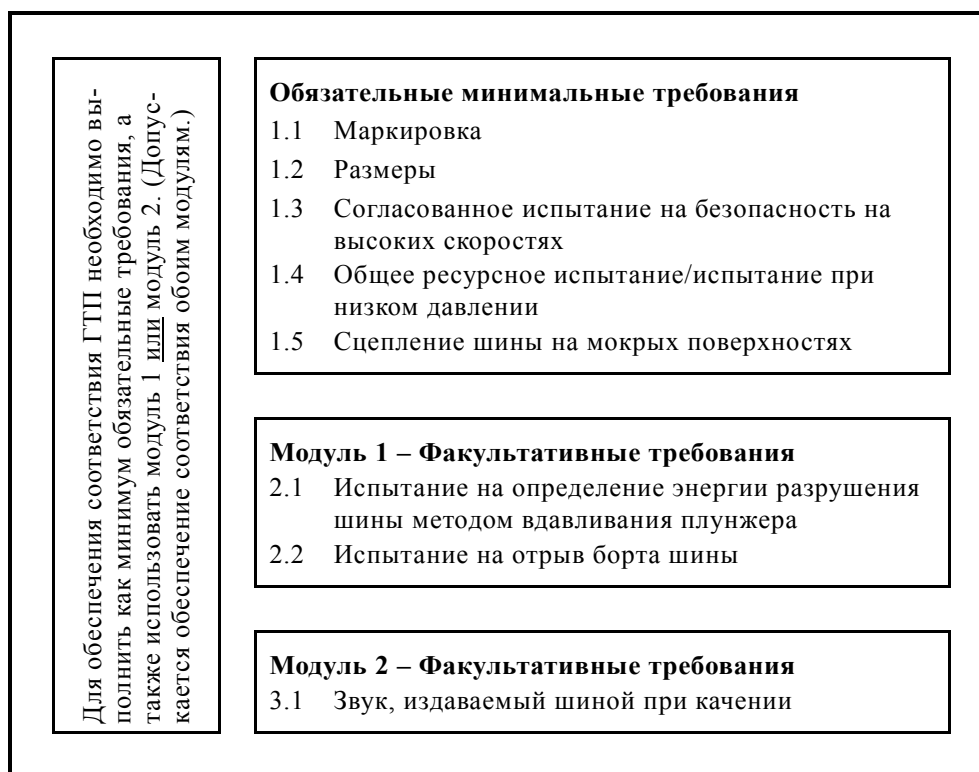 Для обеспечения соответствия ГТП необходимо вы-
полнить как минимум обязательные требования, а
также использовать модуль 1 или модуль 2. (Допус-
кается обеспечение соответствия обоим модулям.)
Обязательные минимальные требования
1.1 Маркировка
1.2 Размеры
1.3 Согласованное испытание на безопасность на
высоких скоростях
1.4 Общее ресурсное испытание/испытание при
низком давлении
1.5 Сцепление шины на мокрых поверхностях
Модуль 1 – Факультативные требования
2.1 Испытание на определение энергии разрушения
шины методом вдавливания плунжера
2.2 Испытание на отрыв борта шины
Модуль 2 – Факультативные требования
3.1 Звук, издаваемый шиной при качении